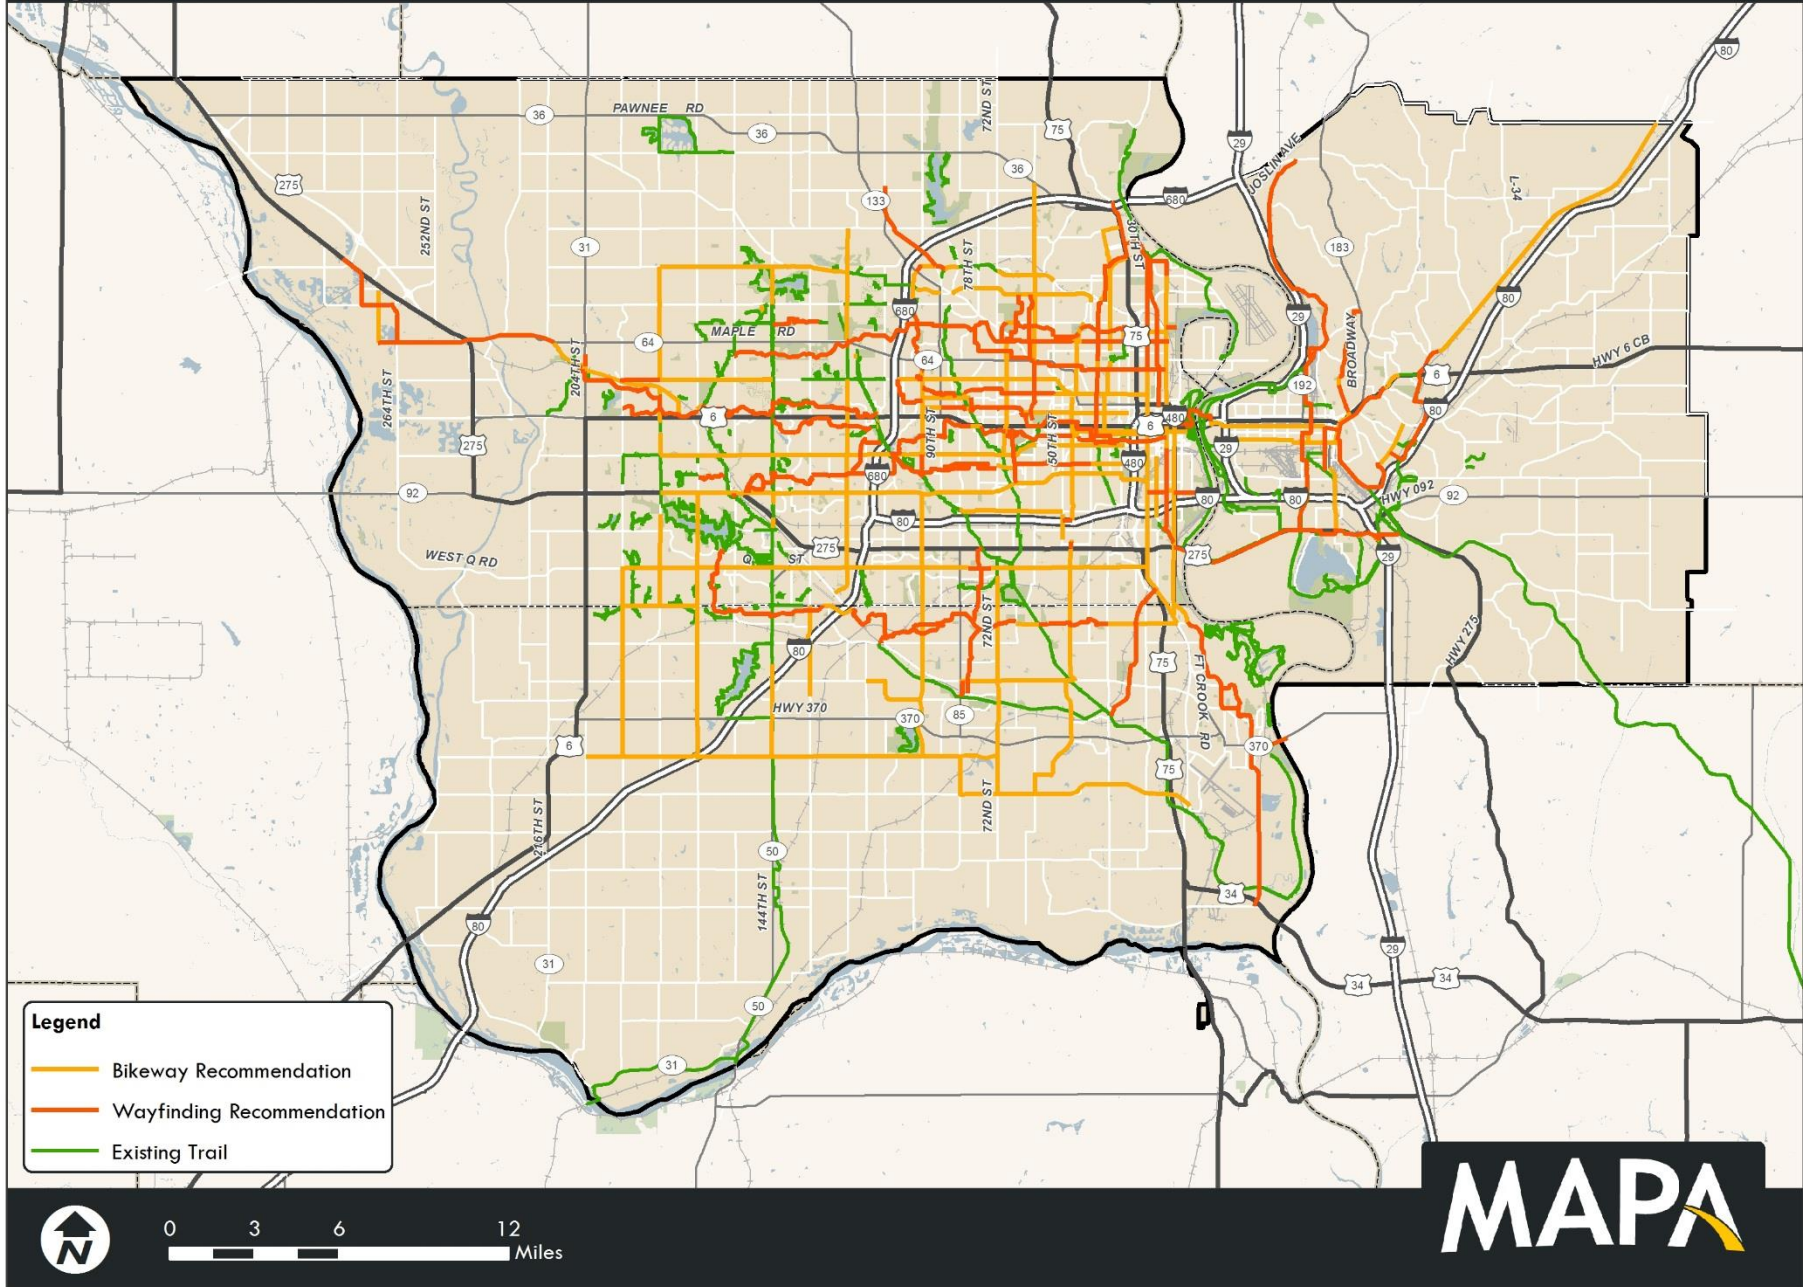 36
PAWNEE RD
36
72ND ST
75
80
29
JOSLIN AVE
36
275
133
680
L-34
252ND ST
31
78TH ST
30TH ST
183
680
29
80
64
MAPLE RD
75
64
BROADWAY
HWY 6 CB
204TH ST
6
192
264TH ST
6
90TH ST
50TH ST
6
480
80
275
29
680
480
92
80
80
HWY 092
92
80
WEST Q RD
275
Q ST
275
29
72ND ST
80
75
FT CROOK RD
HWY 275
HWY 370
370
85
6
370
75
216TH ST
72ND ST
50
144TH ST
34
80
29
31
34
34
50
31
Legend
Bikeway Recommendation
Wayfinding Recommendation
Existing Trail
N
0 3 6 12
Miles
MAPA